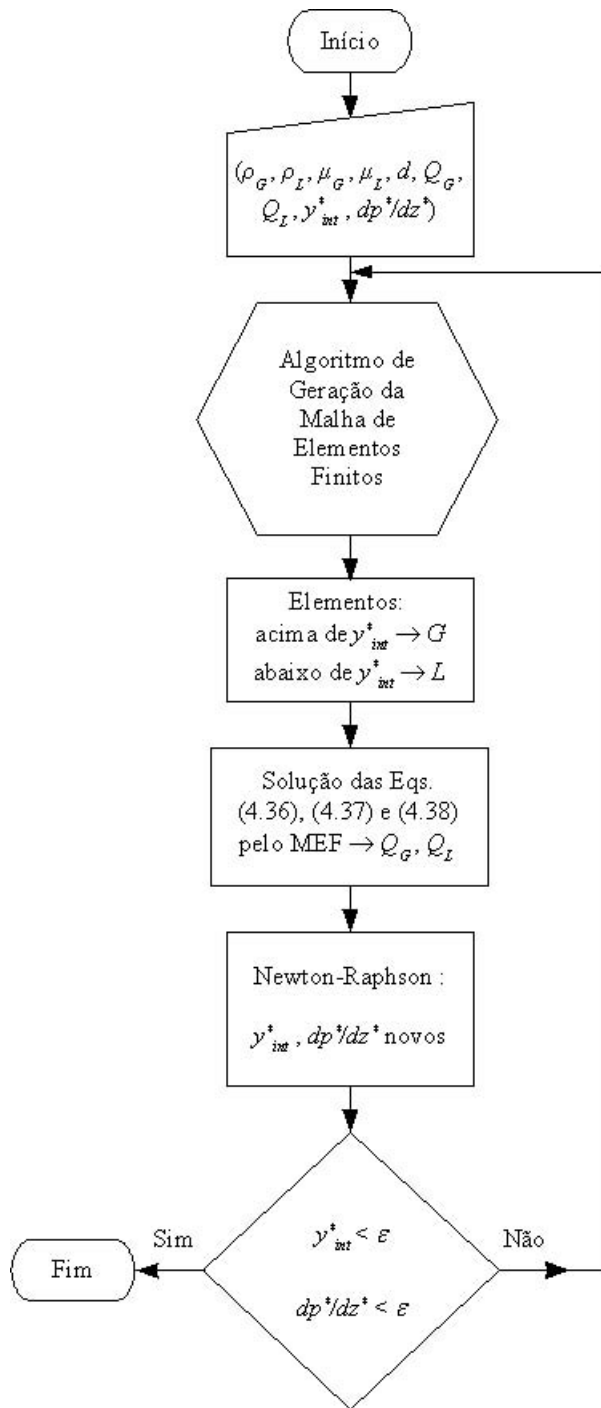 Início
(ρ_G, ρ_L, μ_G, μ_L, d, Q_G,
Q_L, y*_int, dp*/dz*)
Algoritmo de
Geração da
Malha de
Elementos
Finitos
Elementos:
acima de y*_int → G
abaixo de y*_int → L
Solução das Eqs.
(4.36), (4.37) e (4.38)
pelo MEF → Q_G, Q_L
Newton-Raphson :
y*_int, dp*/dz* novos
y*_int < ε
dp*/dz* < ε
Sim
Não
Fim